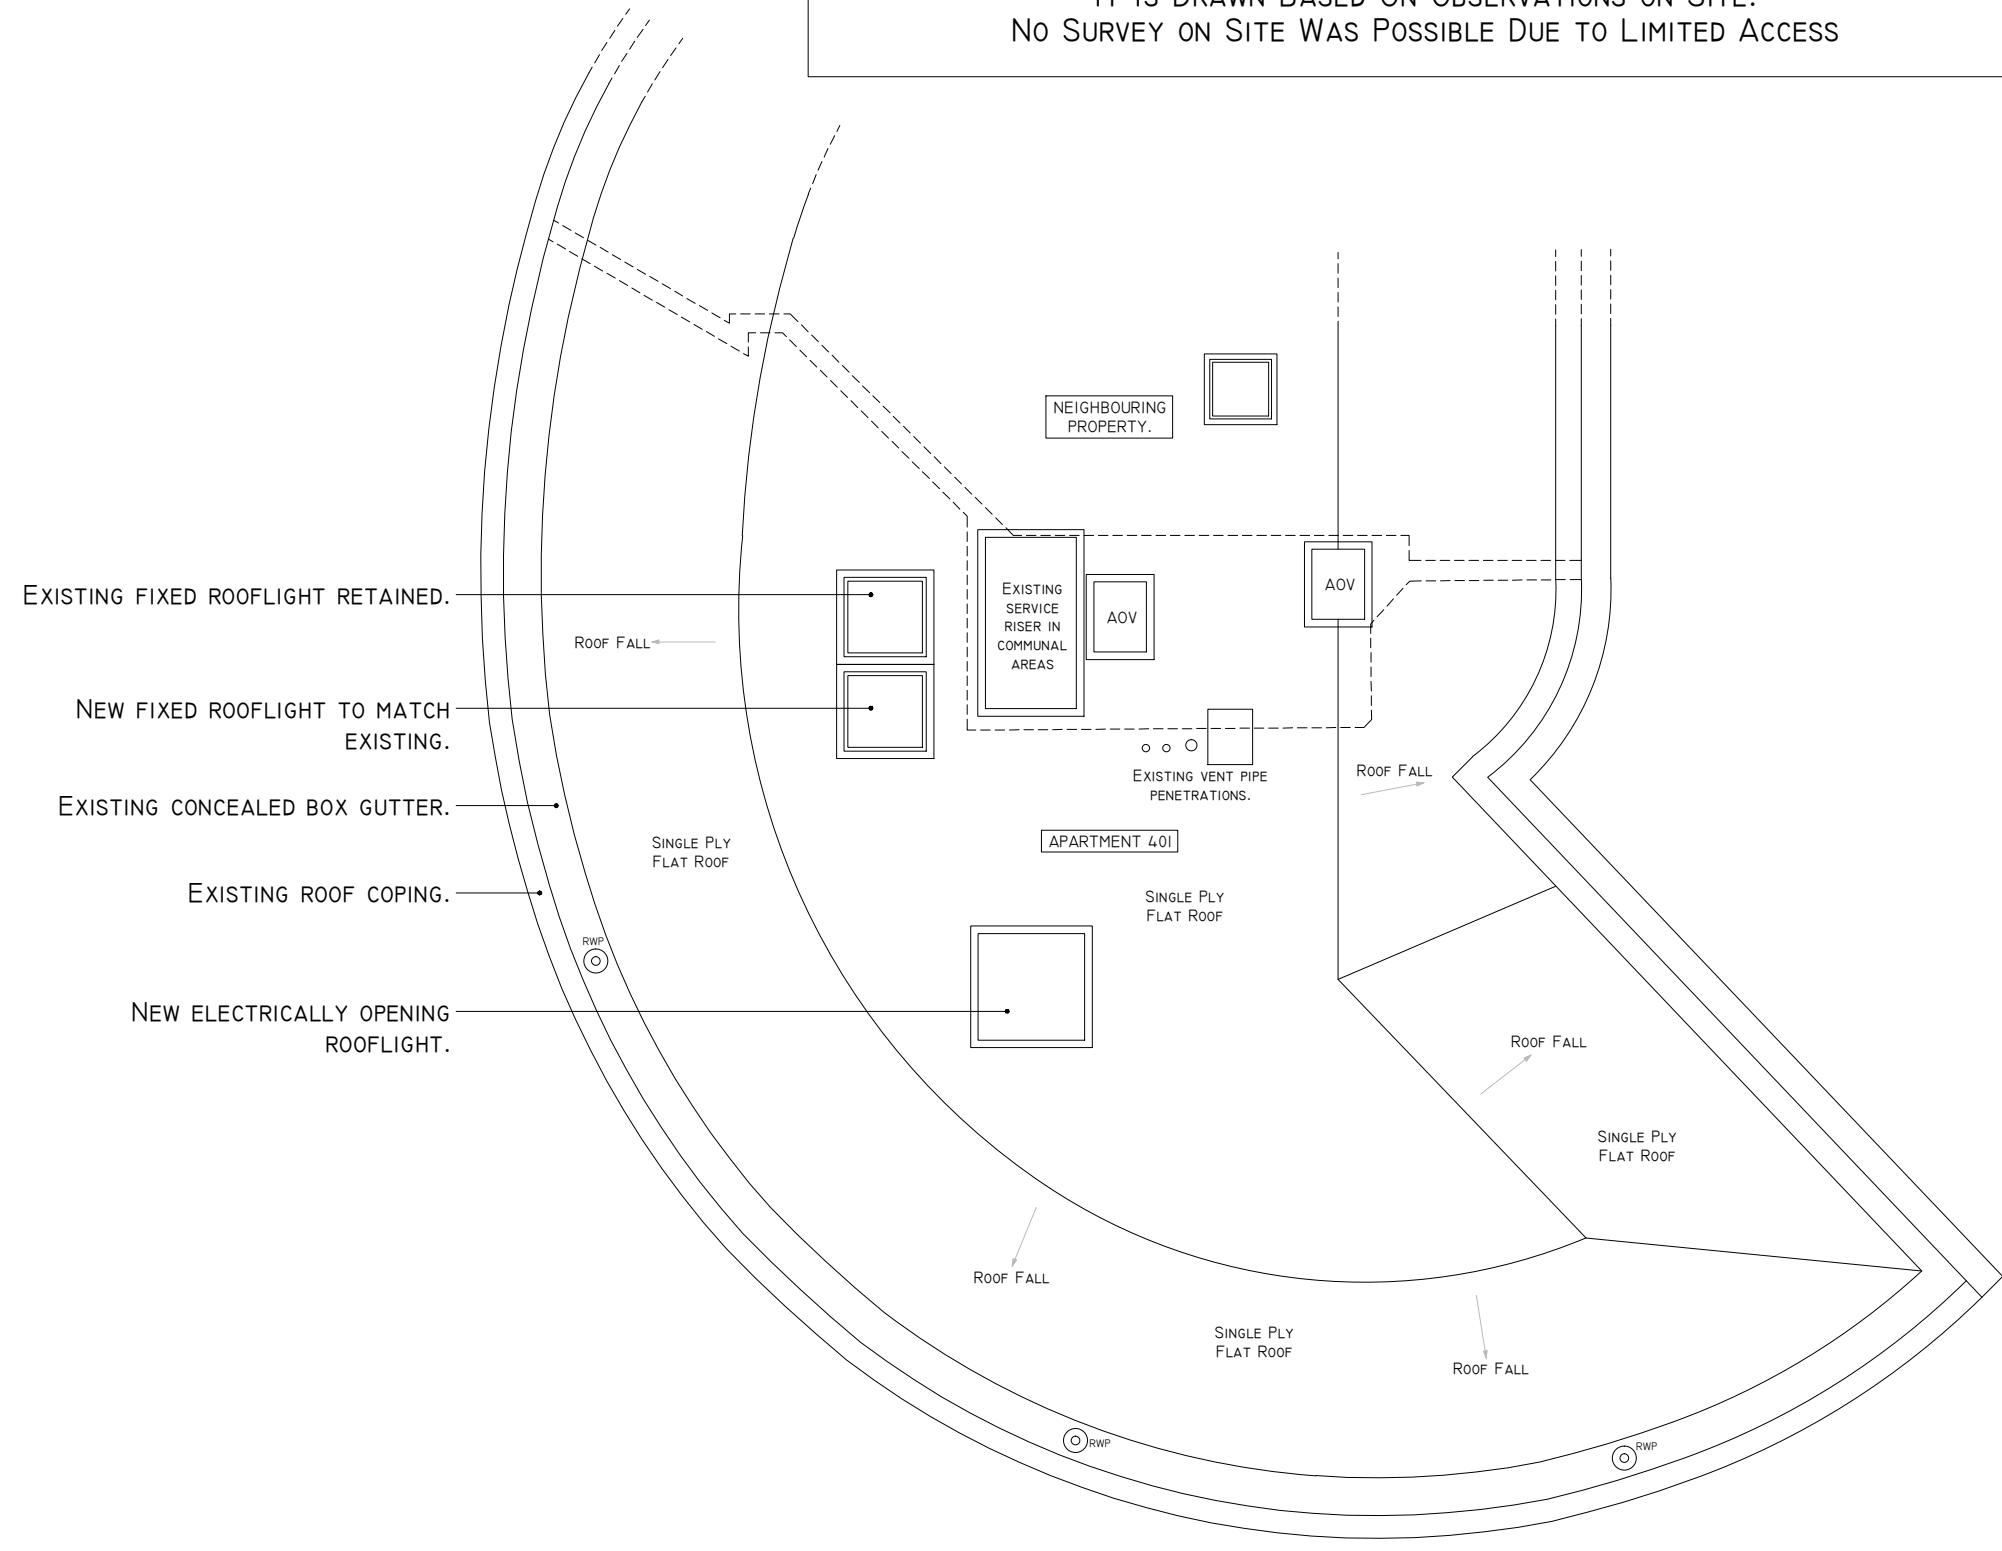 IT IS DRAWN BASED ON OBSERVATIONS ON SITE.
NO SURVEY ON SITE WAS POSSIBLE DUE TO LIMITED ACCESS
NEIGHBOURING
PROPERTY.
EXISTING FIXED ROOFLIGHT RETAINED.
ROOF FALL
EXISTING
SERVICE
RISER IN
COMMUNAL
AREAS
AOV
AOV
NEW FIXED ROOFLIGHT TO MATCH
EXISTING.
EXISTING VENT PIPE
PENETRATIONS.
ROOF FALL
EXISTING CONCEALED BOX GUTTER.
SINGLE PLY
FLAT ROOF
APARTMENT 401
EXISTING ROOF COPING.
SINGLE PLY
FLAT ROOF
RWP
NEW ELECTRICALLY OPENING
ROOFLIGHT.
ROOF FALL
SINGLE PLY
FLAT ROOF
ROOF FALL
SINGLE PLY
FLAT ROOF
ROOF FALL
RWP
RWP